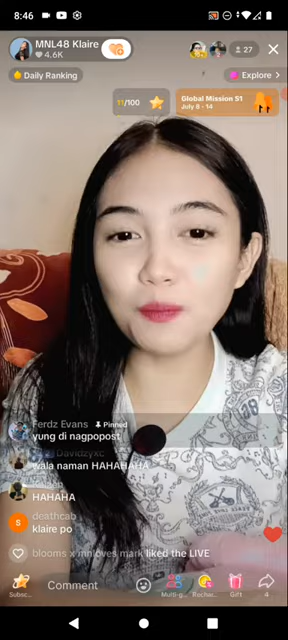 8:46
MNL48 Klaire
4.6K
27
Daily Ranking
Explore >
11/100
Global Mission S1
July 8 - 14
Ferdz Evans Pinned
yung di nagpopost
Davidzyxc
wala naman HAHAHAHA
HAHAHA
deathcab
S
klaire po
blooms x mnloves mark liked the LIVE
Comment
Subsc...
Multi-g...
Rechar...
Gift
4